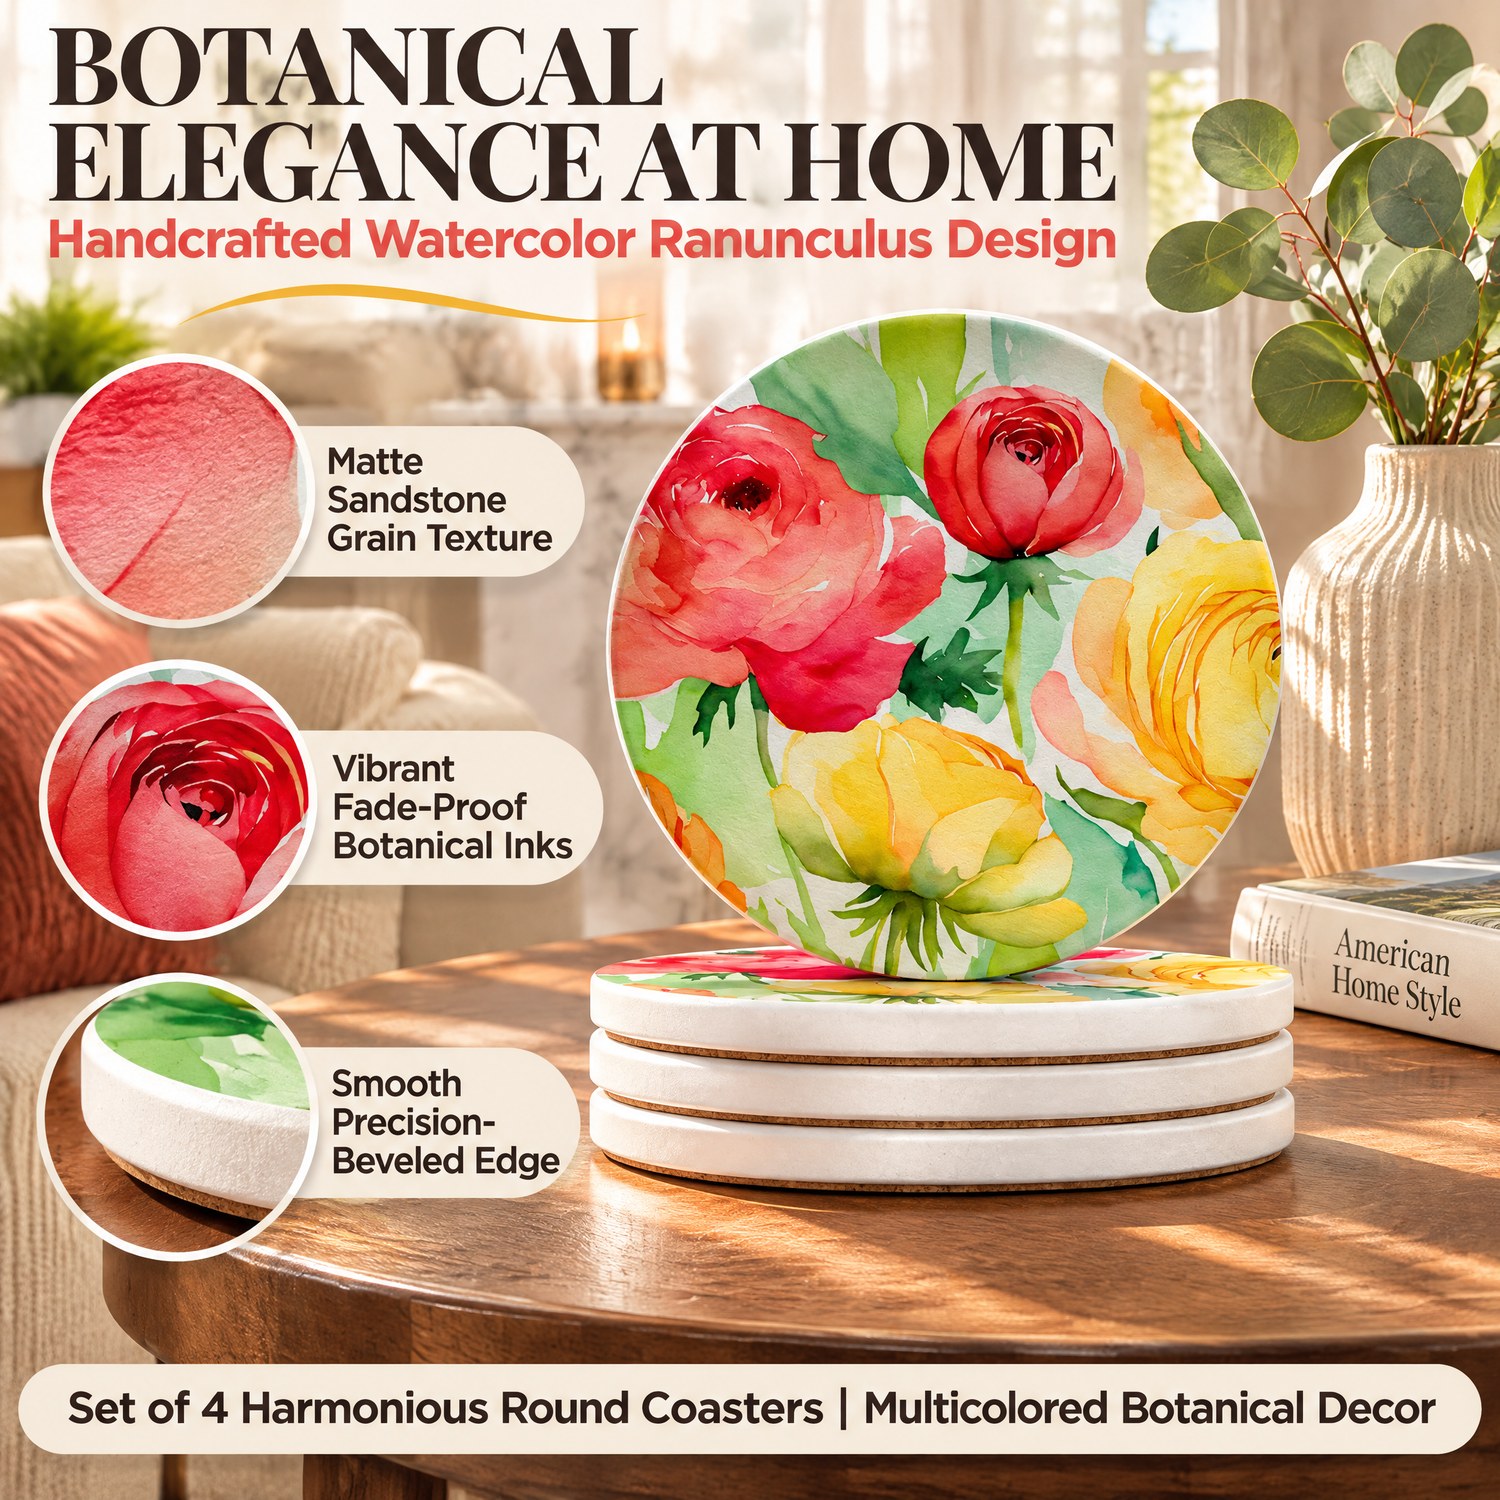 BOTANICAL
ELEGANCE AT HOME
Handcrafted Watercolor Ranunculus Design
Matte
Sandstone
Grain Texture
Vibrant
Fade-Proof
Botanical Inks
Smooth
Precision-
Beveled Edge
American
Home Style
Set of 4 Harmonious Round Coasters | Multicolored Botanical Decor